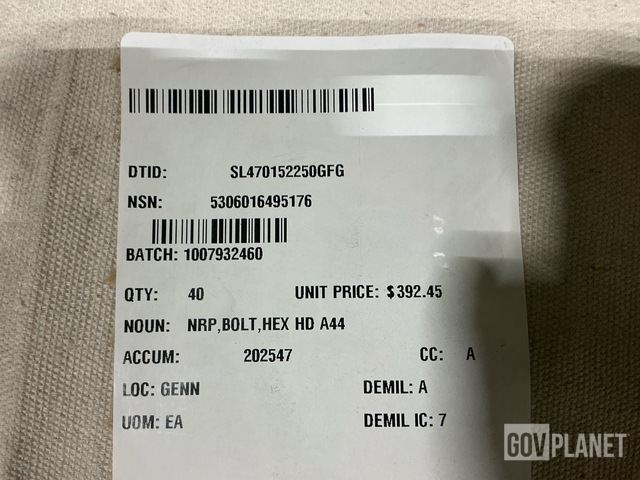 DTID: SL470152250GFG
NSN: 5306016495176
BATCH: 1007932460
QTY: 40 UNIT PRICE: $392.45
NOUN: NRP,BOLT,HEX HD A44
ACCUM: 202547 CC: A
LOC: GENN DEMIL: A
UOM: EA DEMIL IC: 7
GOVPLANET